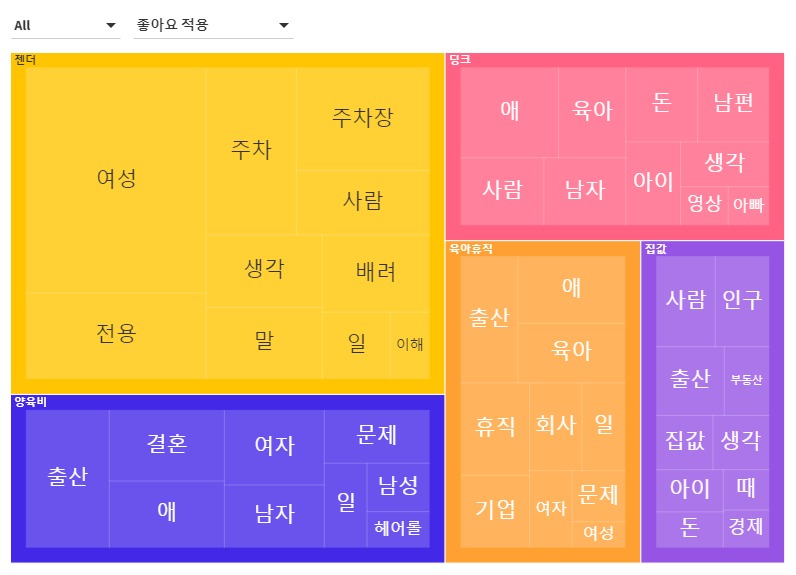 All
좋아요 적용
젠더
여성
전용
주차
주차장
사람
생각
배려
말
일
이해
양육비
출산
결혼
애
여자
남자
문제
일
남성
헤어롤
딩크
애
육아
돈
남편
사람
남자
아이
생각
영상
아빠
육아휴직
출산
애
육아
휴직
회사
일
기업
여자
문제
여성
집값
사람
인구
출산
부동산
집값
생각
아이
때
돈
경제